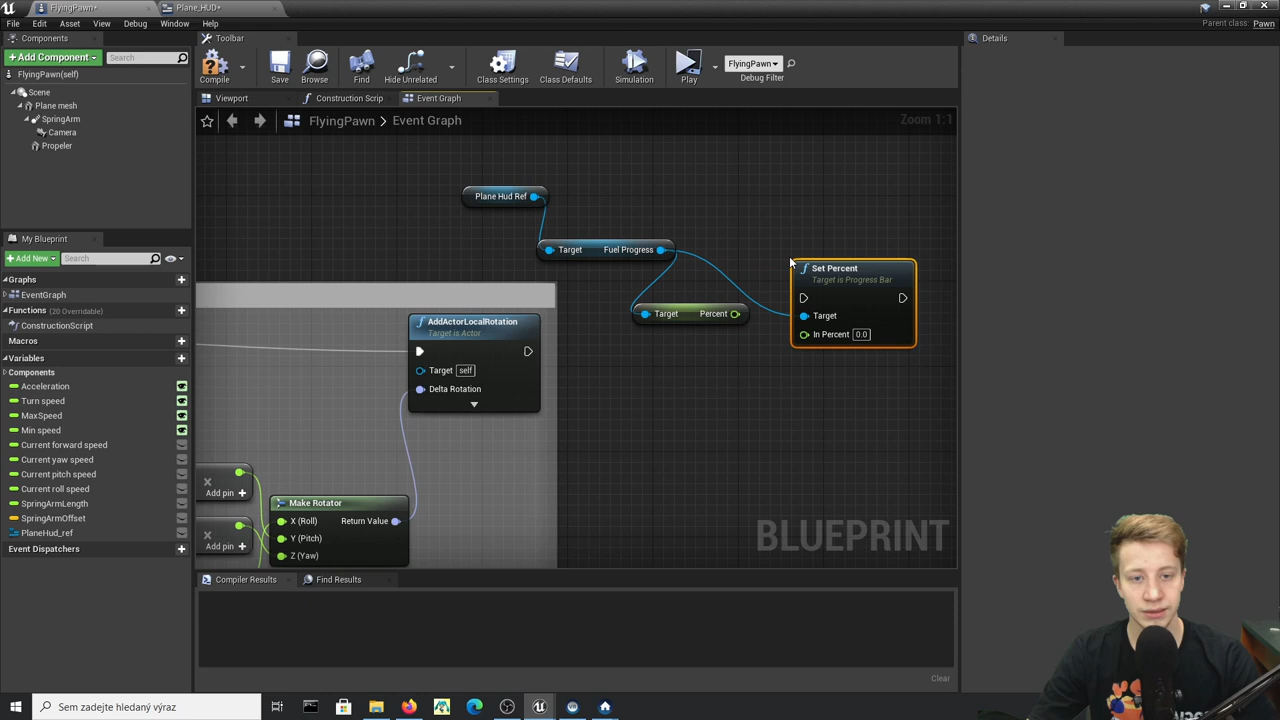 FlyingPawn*
Plane_HUD*
File Edit Asset View Debug Window Help
Parent class: Pawn
Components
Toolbar
Details
Add Component
Search
FlyingPawn(self)
Compile
Save
Browse
Find
Hide Unrelated
Class Settings
Class Defaults
Simulation
Play
FlyingPawn
Debug Filter
Scene
Plane mesh
SpringArm
Camera
Propeler
Viewport
Construction Scrip
Event Graph
FlyingPawn > Event Graph
Zoom 1:1
My Blueprint
Add New
Search
Graphs
EventGraph
Functions (20 Overridable)
ConstructionScript
Macros
Variables
Components
Acceleration
Turn speed
MaxSpeed
Min speed
Current forward speed
Current yaw speed
Current pitch speed
Current roll speed
SpringArmLength
SpringArmOffset
PlaneHud_ref
Event Dispatchers
Plane Hud Ref
Target Fuel Progress
Target Percent
Set Percent
Target is Progress Bar
Target
In Percent 0.0
AddActorLocalRotation
Target is Actor
Target self
Delta Rotation
Add pin
Add pin
Make Rotator
X (Roll) Return Value
Y (Pitch)
Z (Yaw)
BLUEPRINT
Compiler Results
Find Results
Clear
Sem zadejte hledaný výraz